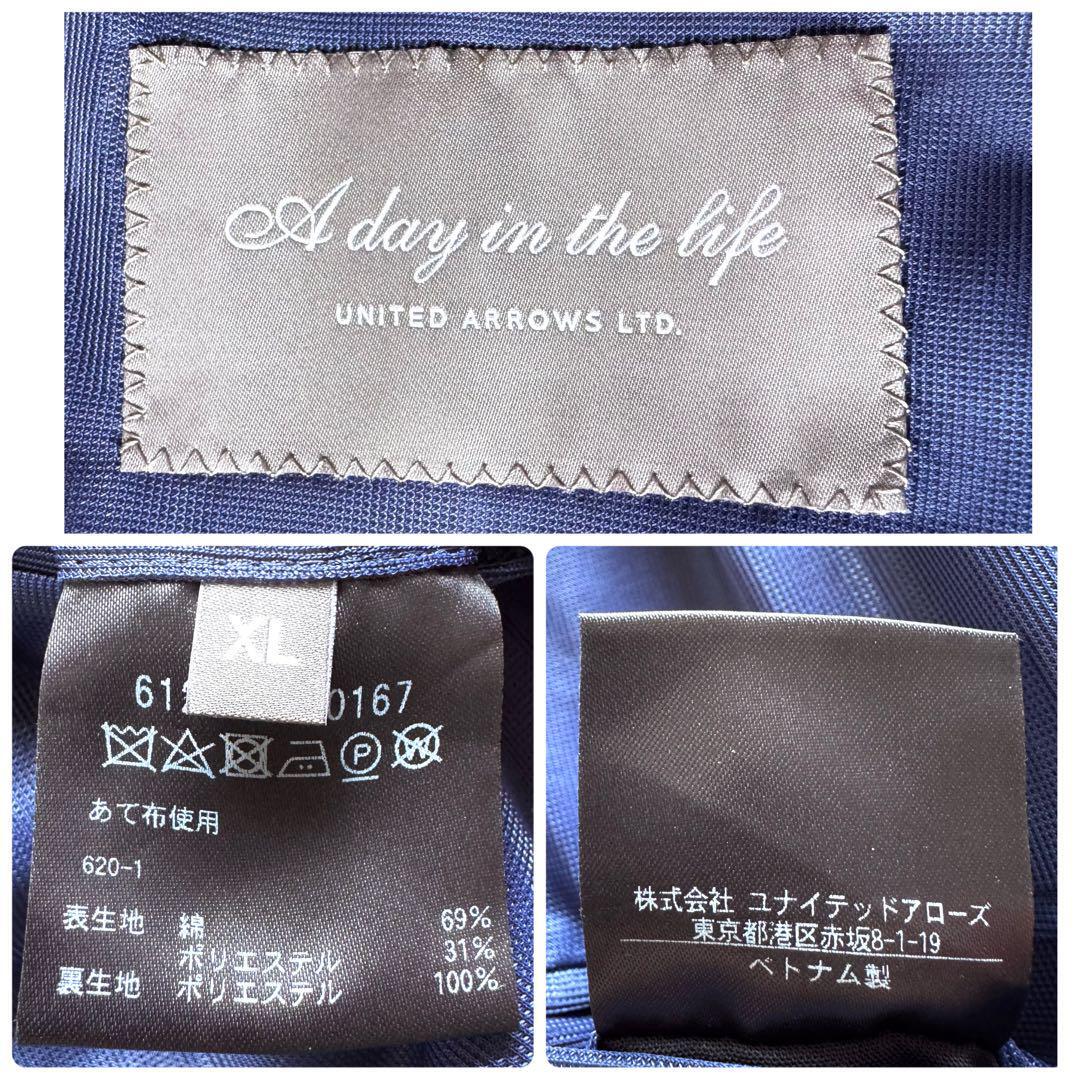 A day in the life
UNITED ARROWS LTD.
XL
612 0167
P W
あて布使用
620-1
表生地 綿 69%
ポリエステル 31%
裏生地 ポリエステル 100%
株式会社 ユナイテッドアローズ
東京都港区赤坂8-1-19
ベトナム製